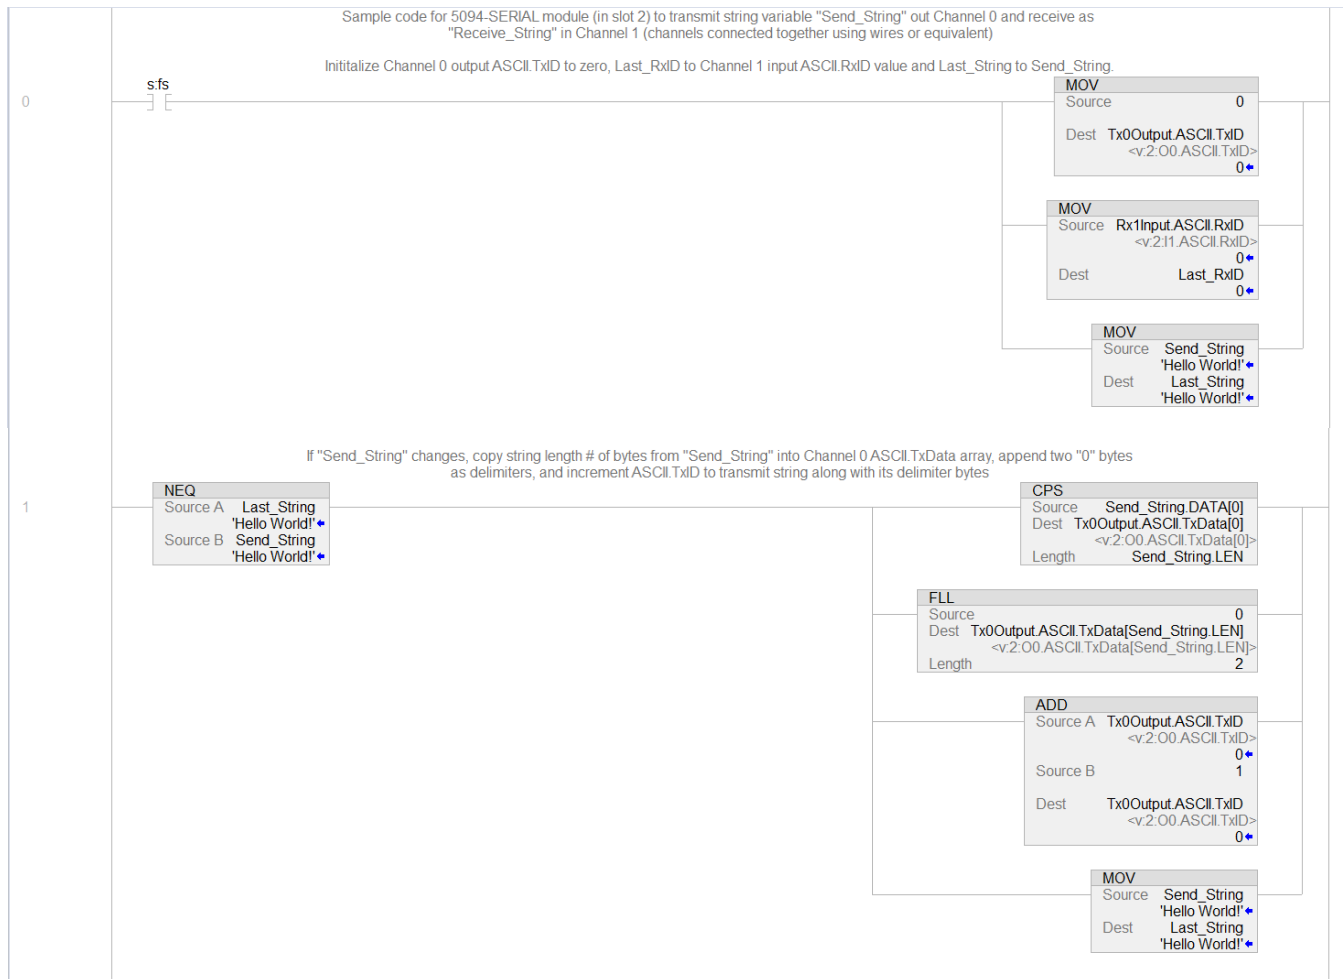 Sample code for 5094-SERIAL module (in slot 2) to transmit string variable "Send_String" out Channel 0 and receive as
"Receive_String" in Channel 1 (channels connected together using wires or equivalent)
Inititalize Channel 0 output ASCII.TxID to zero, Last_RxID to Channel 1 input ASCII.RxID value and Last_String to Send_String.
0
s:fs
MOV
Source 0
Dest Tx0Output.ASCII.TxID
<v:2:O0.ASCII.TxID>
0
MOV
Source Rx1Input.ASCII.RxID
<v:2:I1.ASCII.RxID>
0
Dest Last_RxID
0
MOV
Source Send_String
'Hello World!'
Dest Last_String
'Hello World!'
If "Send_String" changes, copy string length # of bytes from "Send_String" into Channel 0 ASCII.TxData array, append two "0" bytes
as delimiters, and increment ASCII.TxID to transmit string along with its delimiter bytes
1
NEQ
Source A Last_String
'Hello World!'
Source B Send_String
'Hello World!'
CPS
Source Send_String.DATA[0]
Dest Tx0Output.ASCII.TxData[0]
<v:2:O0.ASCII.TxData[0]>
Length Send_String.LEN
FLL
Source 0
Dest Tx0Output.ASCII.TxData[Send_String.LEN]
<v:2:O0.ASCII.TxData[Send_String.LEN]>
Length 2
ADD
Source A Tx0Output.ASCII.TxID
<v:2:O0.ASCII.TxID>
0
Source B 1
Dest Tx0Output.ASCII.TxID
<v:2:O0.ASCII.TxID>
0
MOV
Source Send_String
'Hello World!'
Dest Last_String
'Hello World!'